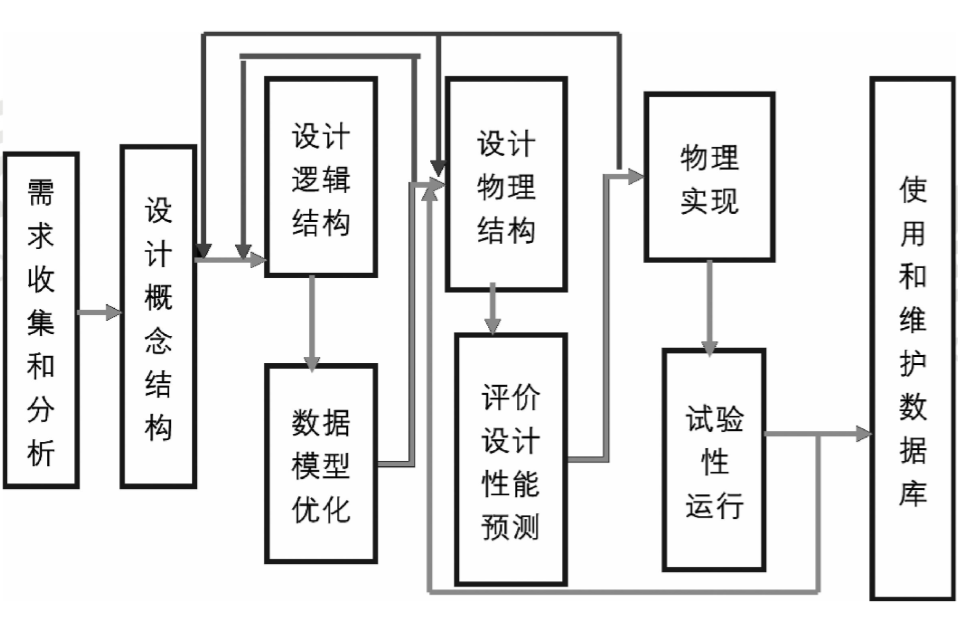 需求收集和分析
设计概念结构
设计
逻辑
结构
数据
模型
优化
设计
物理
结构
评价
设计
性能
预测
物理
实现
试验
性
运行
使用和维护数据库